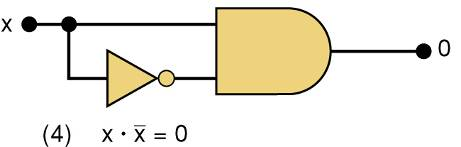 x
0
(4) x · x̅ = 0